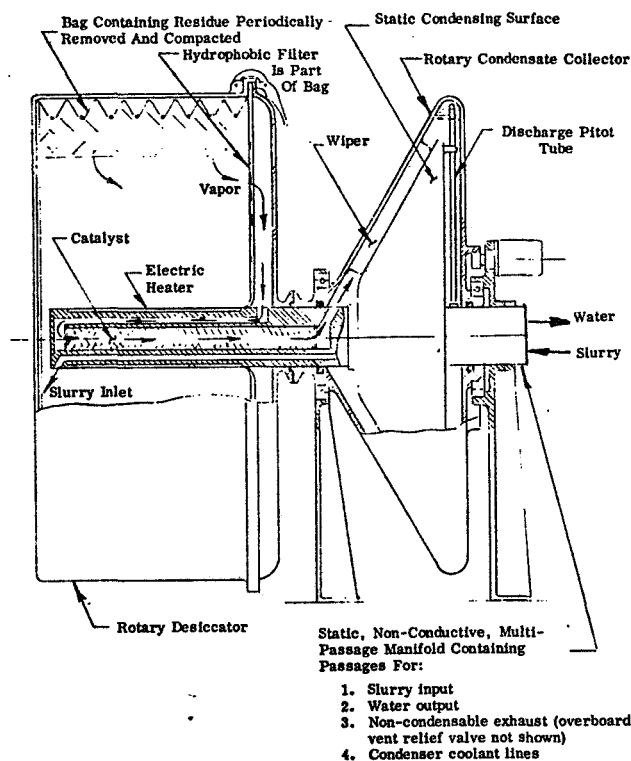 Bag Containing Residue Periodically
Removed And Compacted
Hydrophobic Filter
Is Part
Of Bag
Static Condensing Surface
Rotary Condensate Collector
Discharge Pitot
Tube
Wiper
Vapor
Catalyst
Electric
Heater
Water
Slurry
Slurry Inlet
Rotary Desiccator
Static, Non-Conductive, Multi-
Passage Manifold Containing
Passages For:
1. Slurry input
2. Water output
3. Non-condensable exhaust (overboard
vent relief valve not shown)
4. Condenser coolant lines